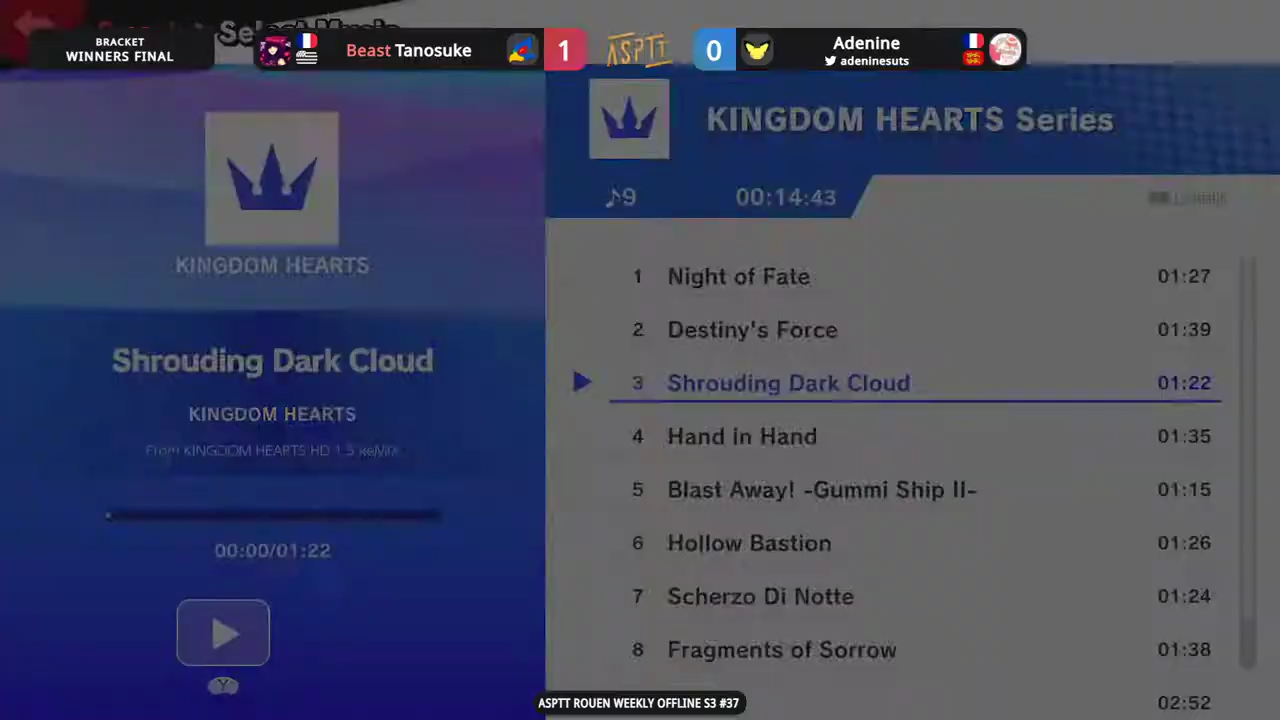 BRACKET
WINNERS FINAL
Beast Tanosuke
1
ASPTT
0
Adenine
adeninesuts
KINGDOM HEARTS
Shrouding Dark Cloud
KINGDOM HEARTS
From KINGDOM HEARTS HD 1.5 ReMIX
00:00/01:22
Y
KINGDOM HEARTS Series
♪9 00:14:43
1 Night of Fate 01:27
2 Destiny's Force 01:39
3 Shrouding Dark Cloud 01:22
4 Hand in Hand 01:35
5 Blast Away! -Gummi Ship II- 01:15
6 Hollow Bastion 01:26
7 Scherzo Di Notte 01:24
8 Fragments of Sorrow 01:38
02:52
ASPTT ROUEN WEEKLY OFFLINE S3 #37